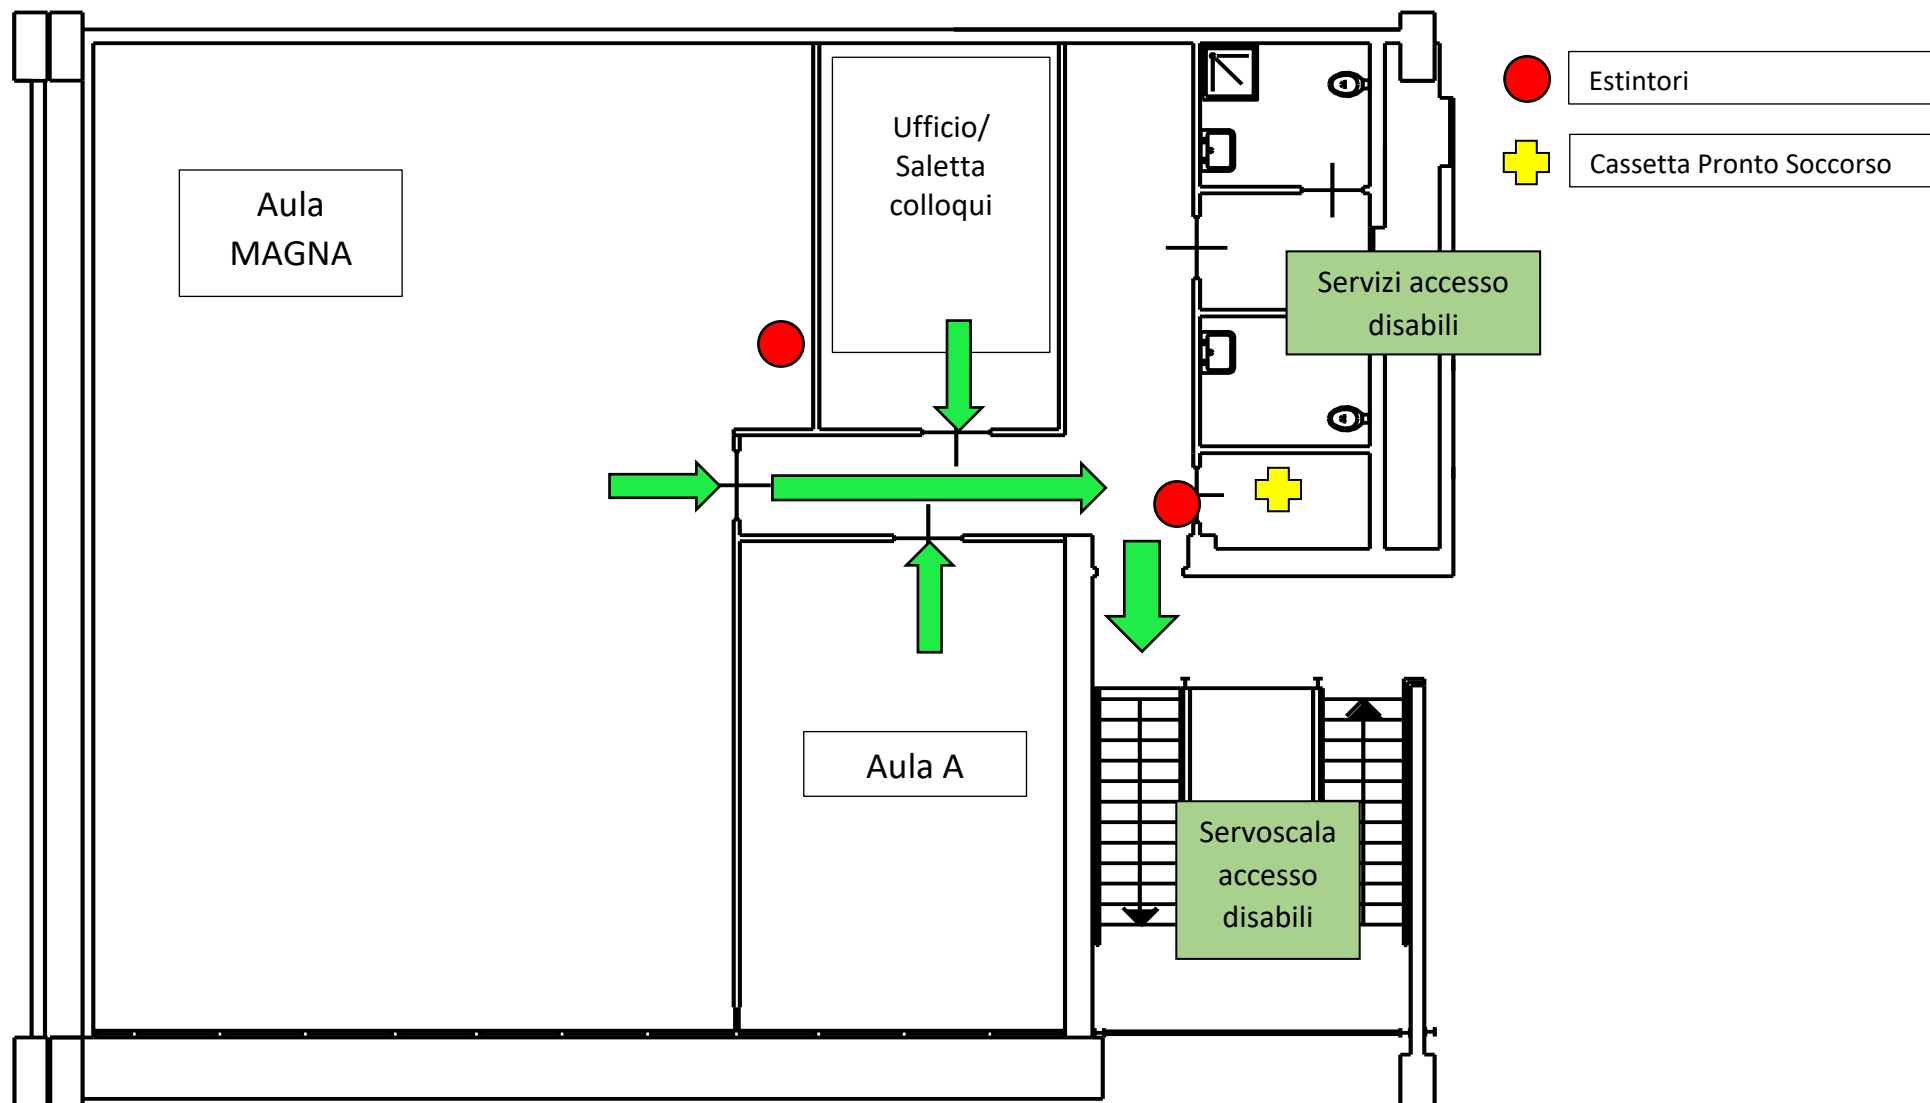 Estintori
Cassetta Pronto Soccorso
Aula
MAGNA
Ufficio/
Saletta
colloqui
Servizi accesso
disabili
Aula A
Servoscala
accesso
disabili